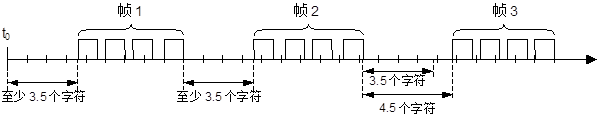 帧 1
帧 2
帧 3
t0
至少 3.5 个字符
至少 3.5 个字符
3.5 个字符
4.5 个字符